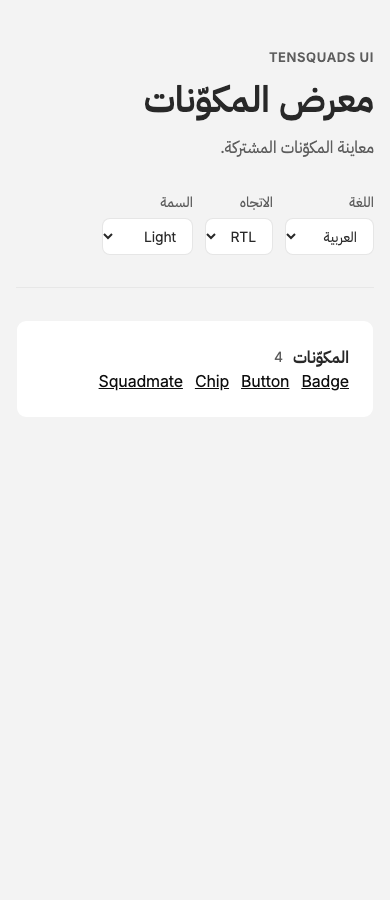 TENSQUADS UI
معرض المكوّنات
معاينة المكوّنات المشتركة.
اللغة الاتجاه السمة
العربية RTL Light
المكوّنات 4
Badge Button Chip Squadmate